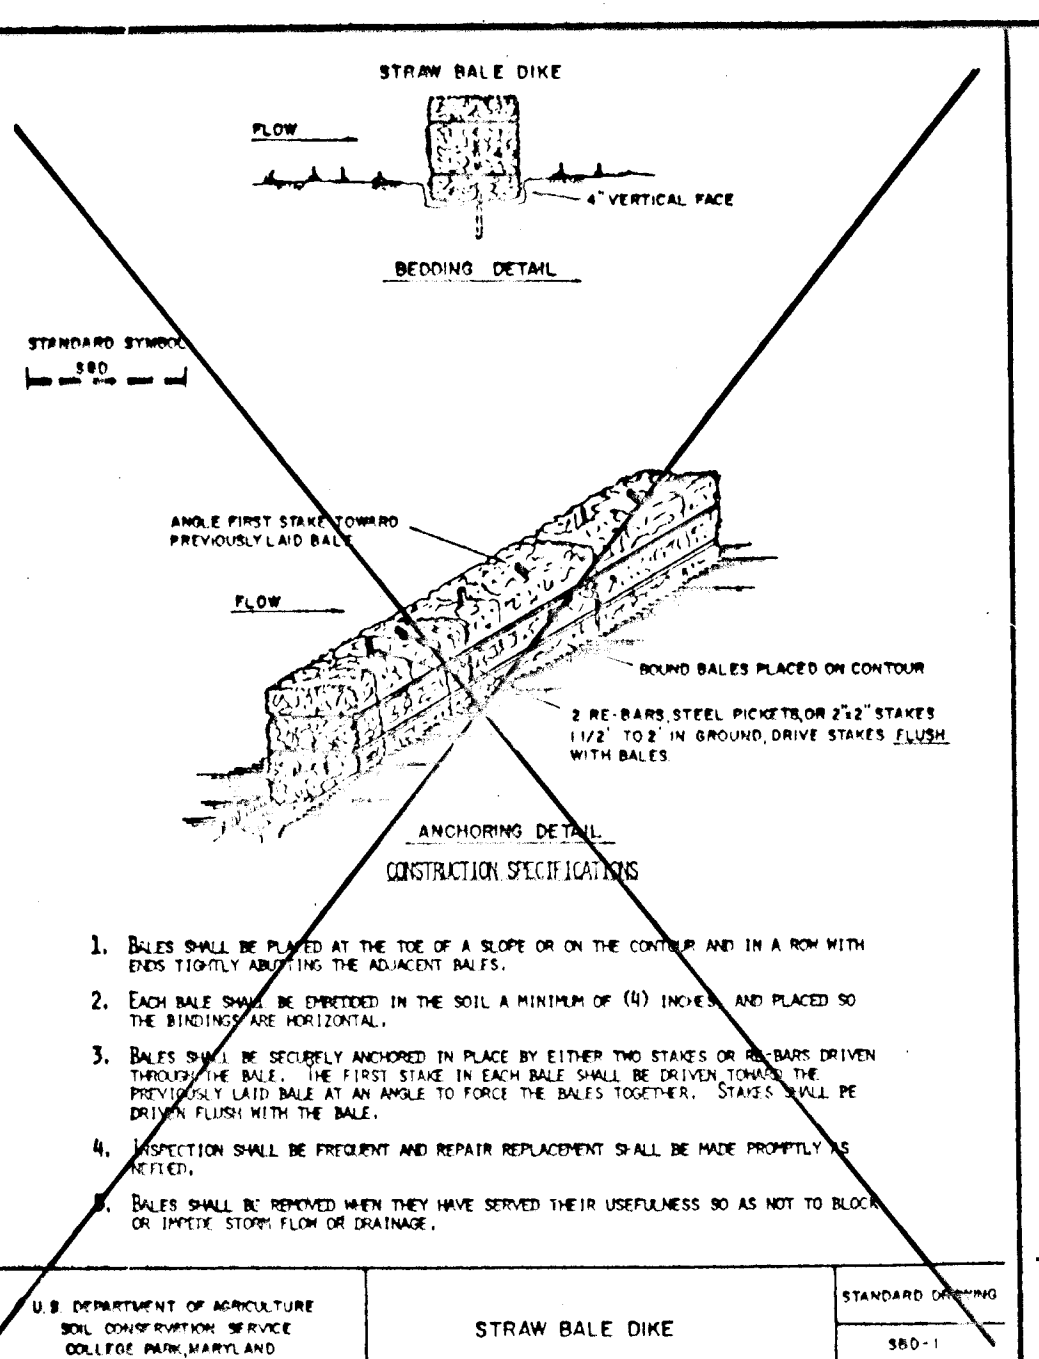 STRAW BALE DIKE
FLOW
4" VERTICAL FACE
BEDDING DETAIL
STANDARD SYMBOL
SBD
ANGLE FIRST STAKE TOWARD
PREVIOUSLY LAID BALE
FLOW
BOUND BALES PLACED ON CONTOUR
2 RE-BARS, STEEL PICKETS, OR 2"x2" STAKES
1 1/2' TO 2' IN GROUND, DRIVE STAKES FLUSH
WITH BALES.
ANCHORING DETAIL
CONSTRUCTION SPECIFICATIONS
1. BALES SHALL BE PLACED AT THE TOE OF A SLOPE OR ON THE CONTOUR AND IN A ROW WITH
ENDS TIGHTLY ABUTTING THE ADJACENT BALES.
2. EACH BALE SHALL BE EMBEDDED IN THE SOIL A MINIMUM OF (4) INCHES, AND PLACED SO
THE BINDINGS ARE HORIZONTAL.
3. BALES SHALL BE SECURELY ANCHORED IN PLACE BY EITHER TWO STAKES OR RE-BARS DRIVEN
THROUGH THE BALE. THE FIRST STAKE IN EACH BALE SHALL BE DRIVEN TOWARD THE
PREVIOUSLY LAID BALE AT AN ANGLE TO FORCE THE BALES TOGETHER. STAKES SHALL BE
DRIVEN FLUSH WITH THE BALE.
4. INSPECTION SHALL BE FREQUENT AND REPAIR REPLACEMENT SHALL BE MADE PROMPTLY AS
NEEDED.
5. BALES SHALL BE REMOVED WHEN THEY HAVE SERVED THEIR USEFULNESS SO AS NOT TO BLOCK
OR IMPEDE STORM FLOW OR DRAINAGE.
U.S. DEPARTMENT OF AGRICULTURE
SOIL CONSERVATION SERVICE
COLLEGE PARK, MARYLAND
STRAW BALE DIKE
STANDARD DRAWING
SBD-1